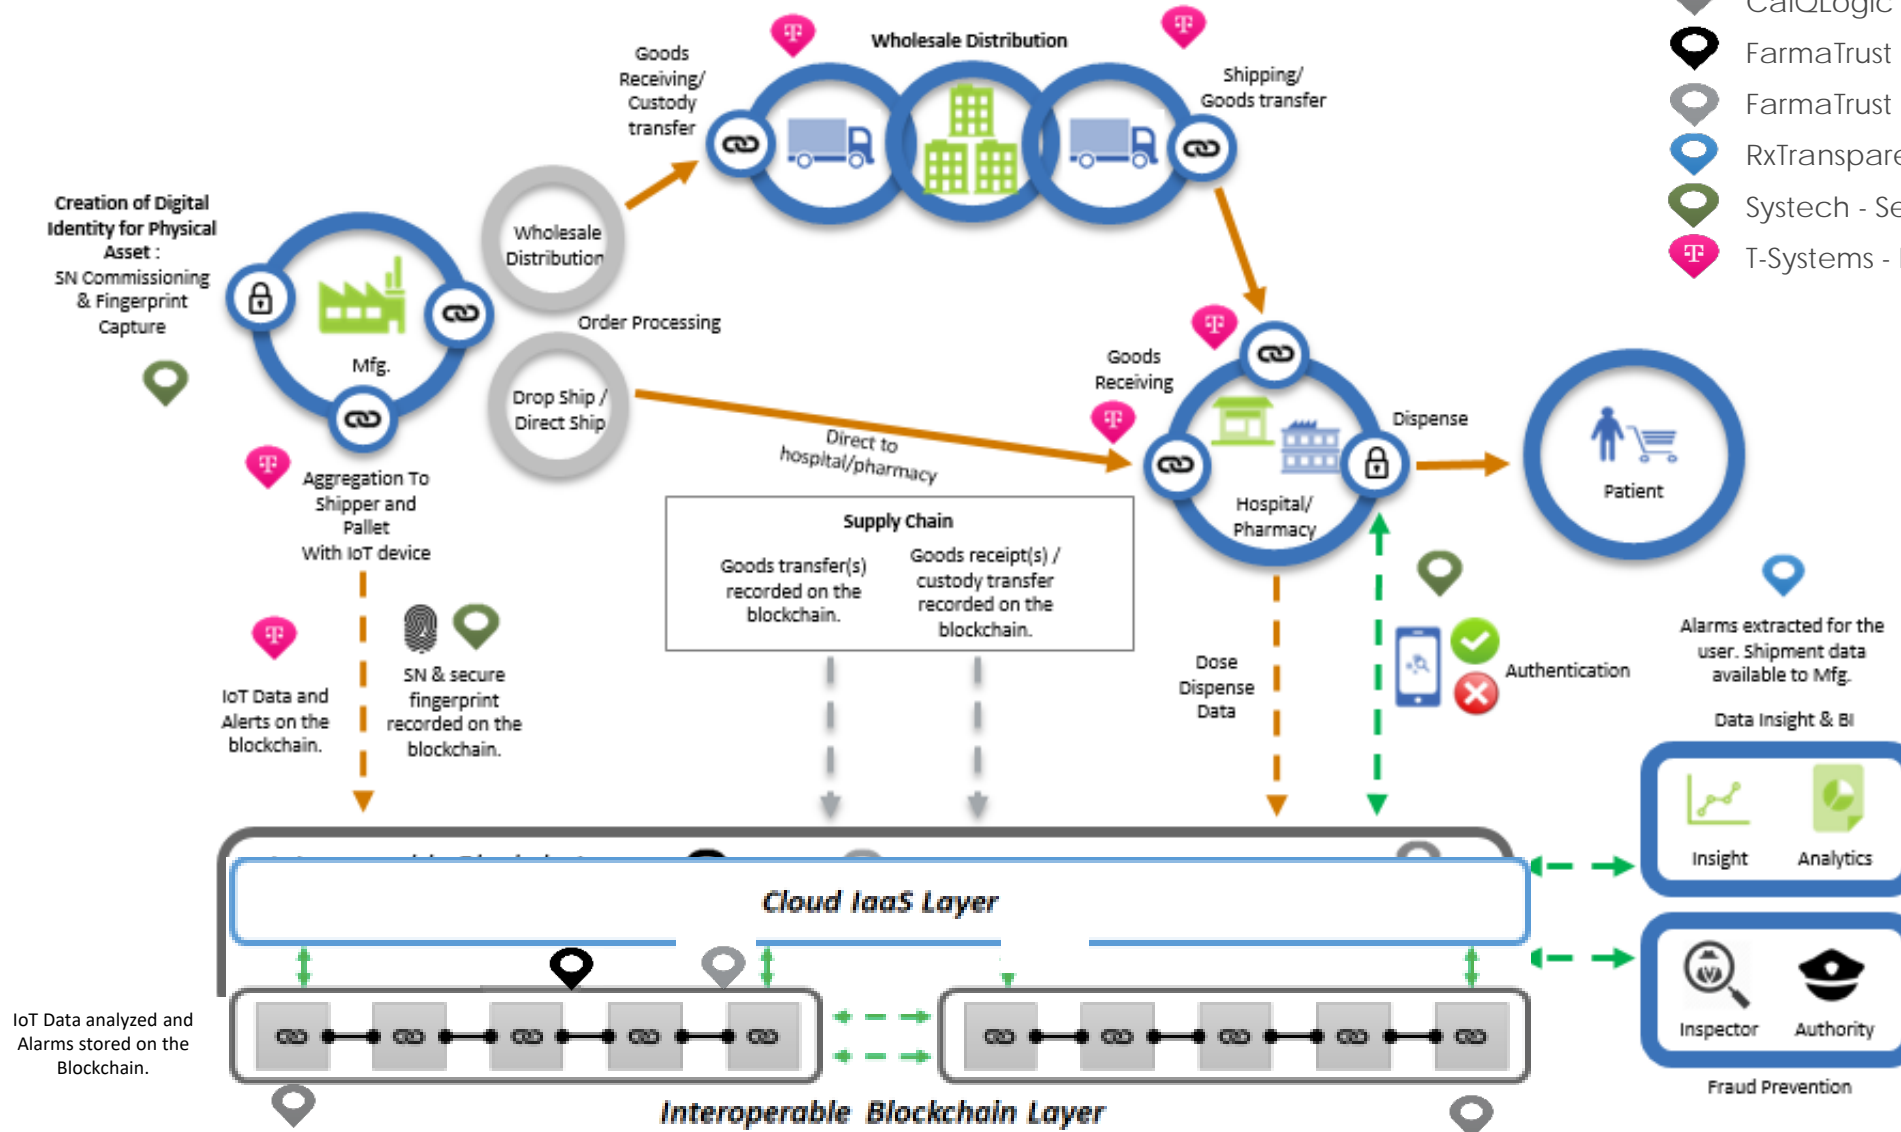 CalQLogic
FarmaTrust
FarmaTrust
RxTranspare
Systech - Se
T-Systems -
Wholesale Distribution
Goods
Receiving/
Custody
transfer
Shipping/
Goods transfer
Creation of Digital
Identity for Physical
Asset :
SN Commissioning
& Fingerprint
Capture
Wholesale
Distribution
Mfg.
Order Processing
Drop Ship /
Direct Ship
Goods
Receiving
Direct to
hospital/pharmacy
Dispense
Hospital/
Pharmacy
Patient
Aggregation To
Shipper and
Pallet
With IoT device
Supply Chain
Goods transfer(s)
recorded on the
blockchain.
Goods receipt(s) /
custody transfer
recorded on the
blockchain.
IoT Data and
Alerts on the
blockchain.
SN & secure
fingerprint
recorded on the
blockchain.
Dose
Dispense
Data
Authentication
Alarms extracted for the
user. Shipment data
available to Mfg.
Data Insight & BI
Insight
Analytics
Cloud IaaS Layer
Inspector
Authority
Fraud Prevention
IoT Data analyzed and
Alarms stored on the
Blockchain.
Interoperable Blockchain Layer